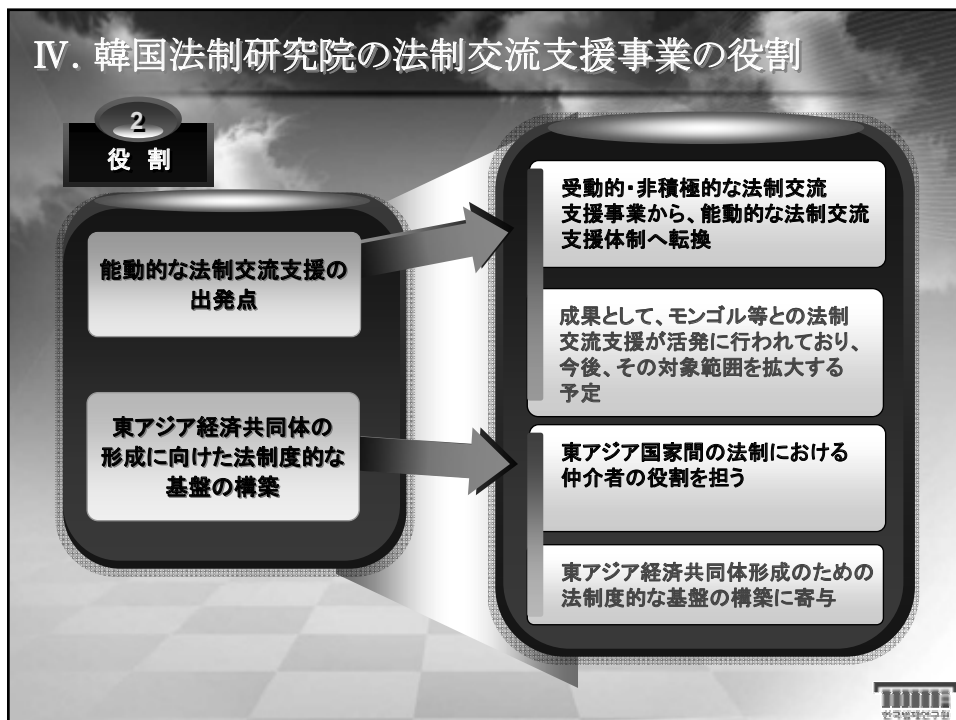 Ⅳ. 韓国法制研究院の法制交流支援事業の役割
2
役 割
能動的な法制交流支援の
出発点
東アジア経済共同体の
形成に向けた法制度的な
基盤の構築
受動的・非積極的な法制交流
支援事業から、能動的な法制交流
支援体制へ転換
成果として、モンゴル等との法制
交流支援が活発に行われており、
今後、その対象範囲を拡大する
予定
東アジア国家間の法制における
仲介者の役割を担う
東アジア経済共同体形成のための
法制度的な基盤の構築に寄与
한국법제연구원